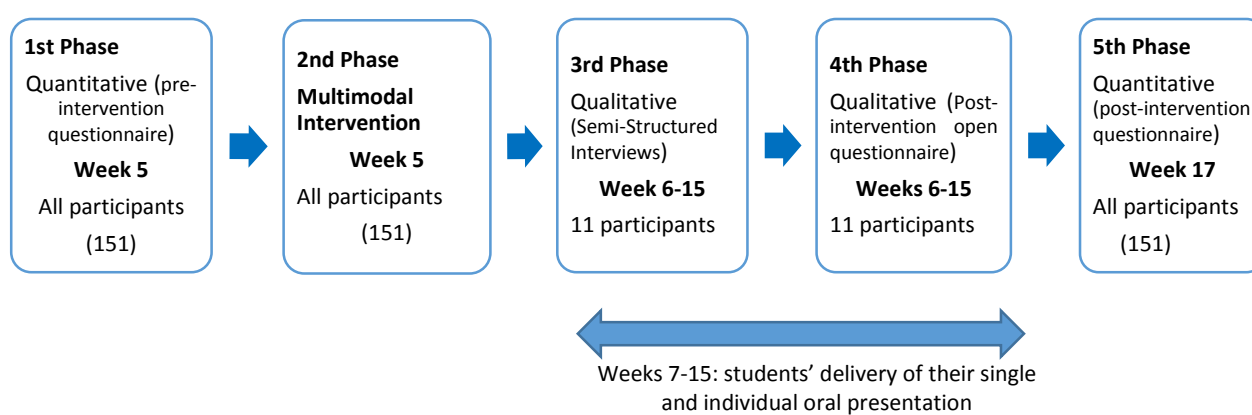 1st Phase
Quantitative (pre-
intervention
questionnaire)
Week 5
All participants
(151)
2nd Phase
Multimodal
Intervention
Week 5
All participants
(151)
3rd Phase
Qualitative
(Semi-Structured
Interviews)
Week 6-15
11 participants
4th Phase
Qualitative (Post-
intervention open
questionnaire)
Weeks 6-15
11 participants
5th Phase
Quantitative
(post-intervention
questionnaire)
Week 17
All participants
(151)
Weeks 7-15: students’ delivery of their single
and individual oral presentation